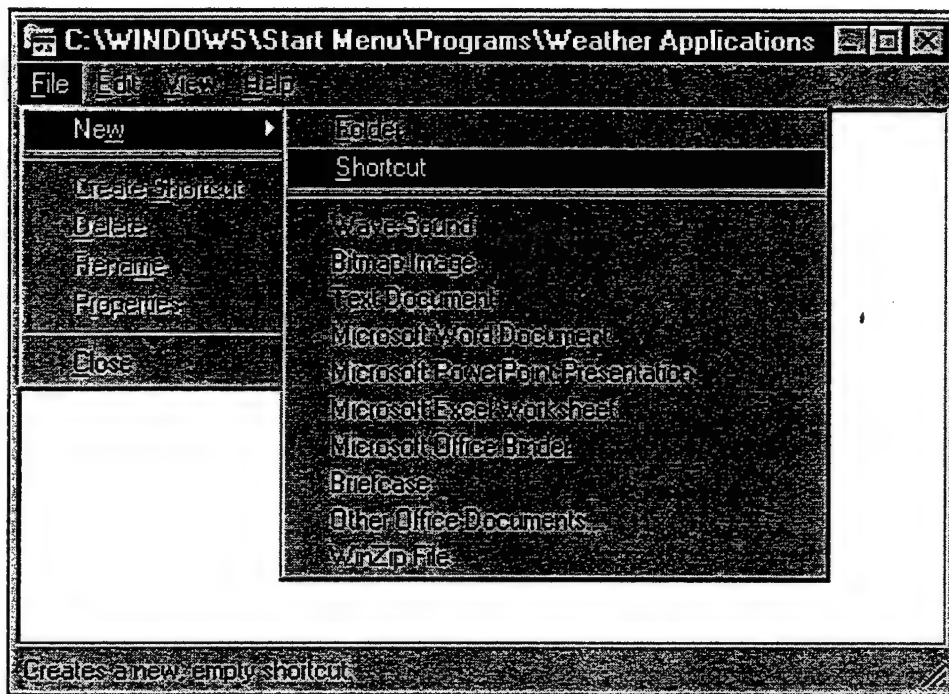 C:\WINDOWS\Start Menu\Programs\Weather Applications
File Edit View Help
New
Create Shortcut
Delete
Rename
Properties
Close
Folder
Shortcut
Wave Sound
Bitmap Image
Text Document
Microsoft Word Document
Microsoft PowerPoint Presentation
Microsoft Excel Worksheet
Microsoft Office Binder
Briefcase
Other Office Documents...
WinZip File
Creates a new, empty shortcut.